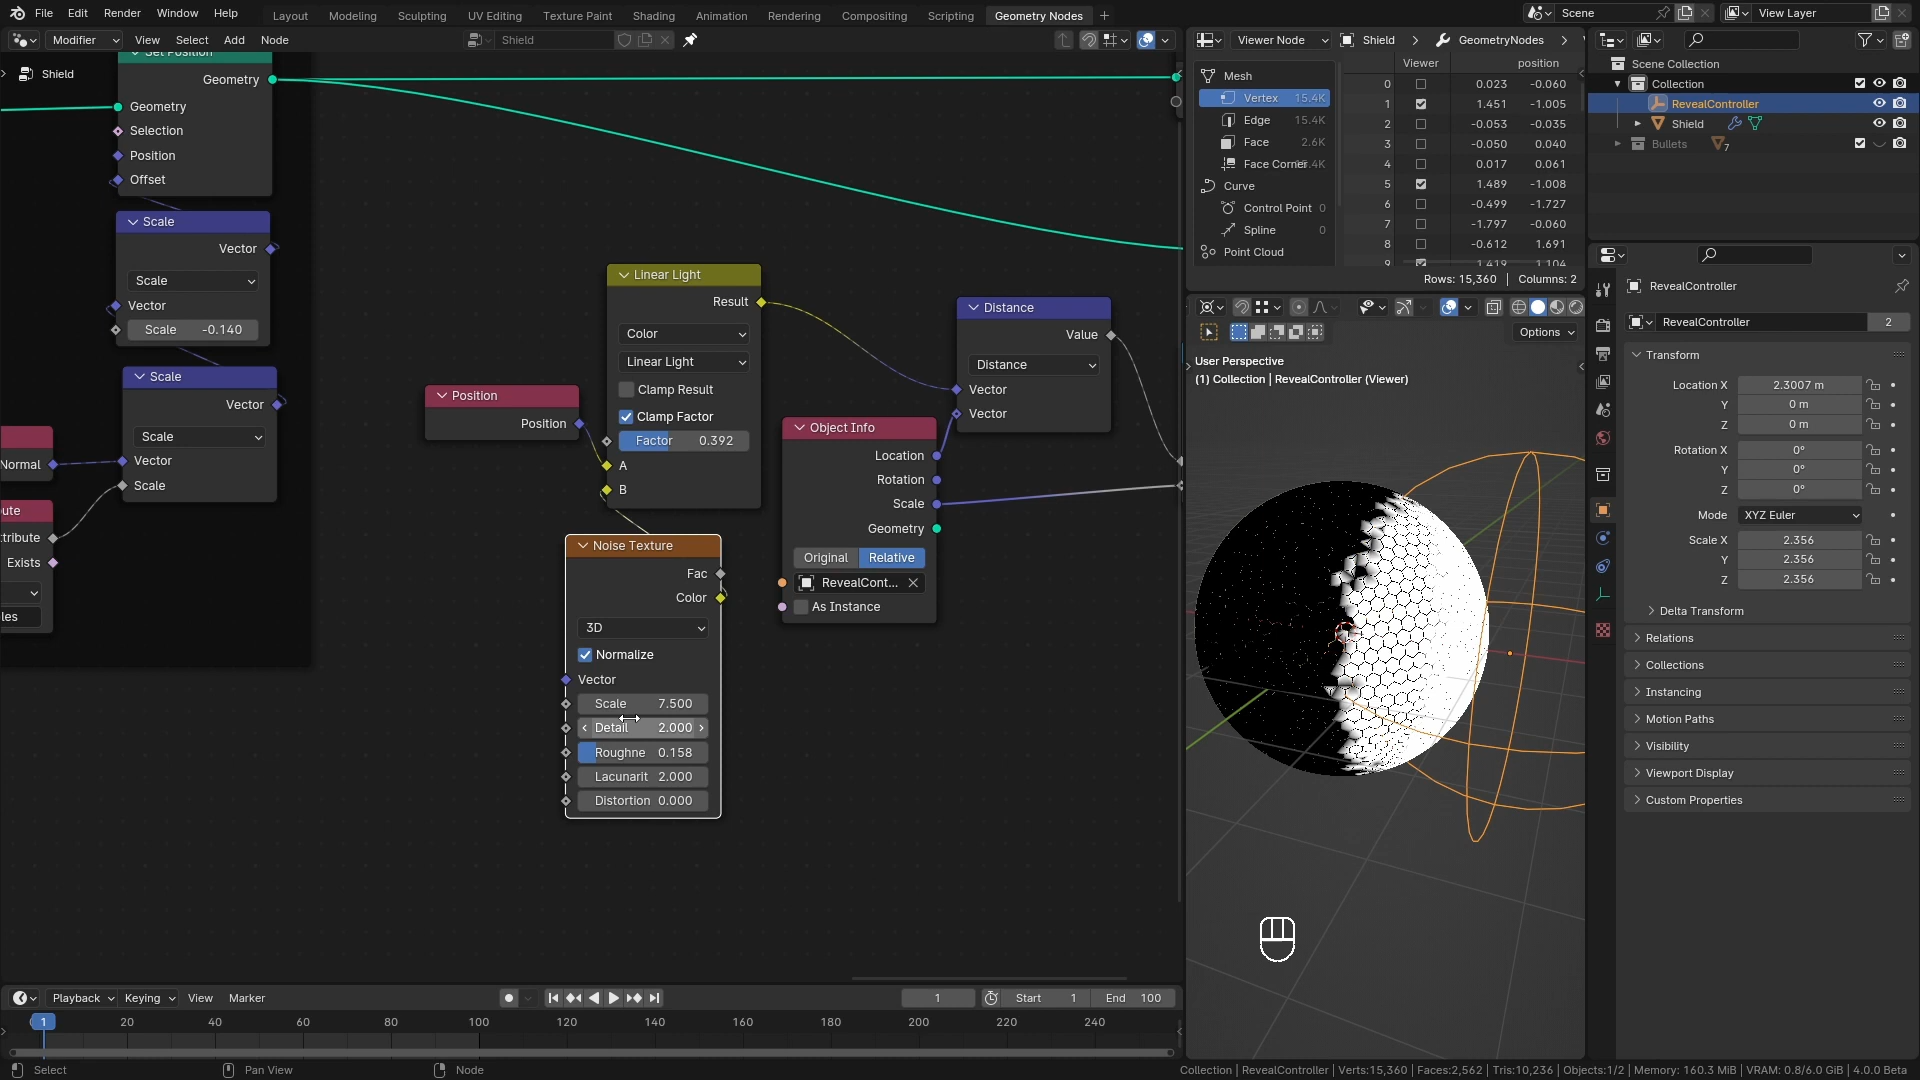 File Edit Render Window Help Layout Modeling Sculpting UV Editing Texture Paint Shading Animation Rendering Compositing Scripting Geometry Nodes + Scene View Layer
Modifier View Select Add Node Shield
Shield
Set Position
Geometry
Geometry
Selection
Position
Offset
Scale
Vector
Scale
Vector
Scale -0.140
Scale
Vector
Scale
Vector
Scale
Normal
ute
ttribute
Exists
les
Position
Position
Linear Light
Result
Color
Linear Light
Clamp Result
Clamp Factor
Factor 0.392
A
B
Noise Texture
Fac
Color
3D
Normalize
Vector
Scale 7.500
Detail 2.000
Roughne 0.158
Lacunarit 2.000
Distortion 0.000
Object Info
Location
Rotation
Scale
Geometry
Original Relative
RevealCont...
As Instance
Distance
Value
Distance
Vector
Vector
Viewer Node Shield GeometryNodes
Mesh
Vertex 15.4K
Edge 15.4K
Face 2.6K
Face Corner
Curve
Control Point 0
Spline 0
Point Cloud
Viewer position
0 0.023 -0.060
1 1.451 -1.005
2 -0.053 -0.035
3 -0.050 0.040
4 0.017 0.061
5 1.489 -1.008
6 -0.499 -1.727
7 -1.797 -0.060
8 -0.612 1.691
9 1.419 1.104
Rows: 15,360 | Columns: 2
Options
User Perspective
(1) Collection | RevealController (Viewer)
Scene Collection
Collection
RevealController
Shield
Bullets 7
RevealController
RevealController 2
Transform
Location X 2.3007 m
Y 0 m
Z 0 m
Rotation X 0°
Y 0°
Z 0°
Mode XYZ Euler
Scale X 2.356
Y 2.356
Z 2.356
Delta Transform
Relations
Collections
Instancing
Motion Paths
Visibility
Viewport Display
Custom Properties
Playback Keying View Marker 1 Start 1 End 100
1 20 40 60 80 100 120 140 160 180 200 220 240
Select Pan View Node Collection | RevealController | Verts:15,360 | Faces:2,562 | Tris:10,236 | Objects:1/2 | Memory: 160.3 MiB | VRAM: 0.8/6.0 GiB | 4.0.0 Beta